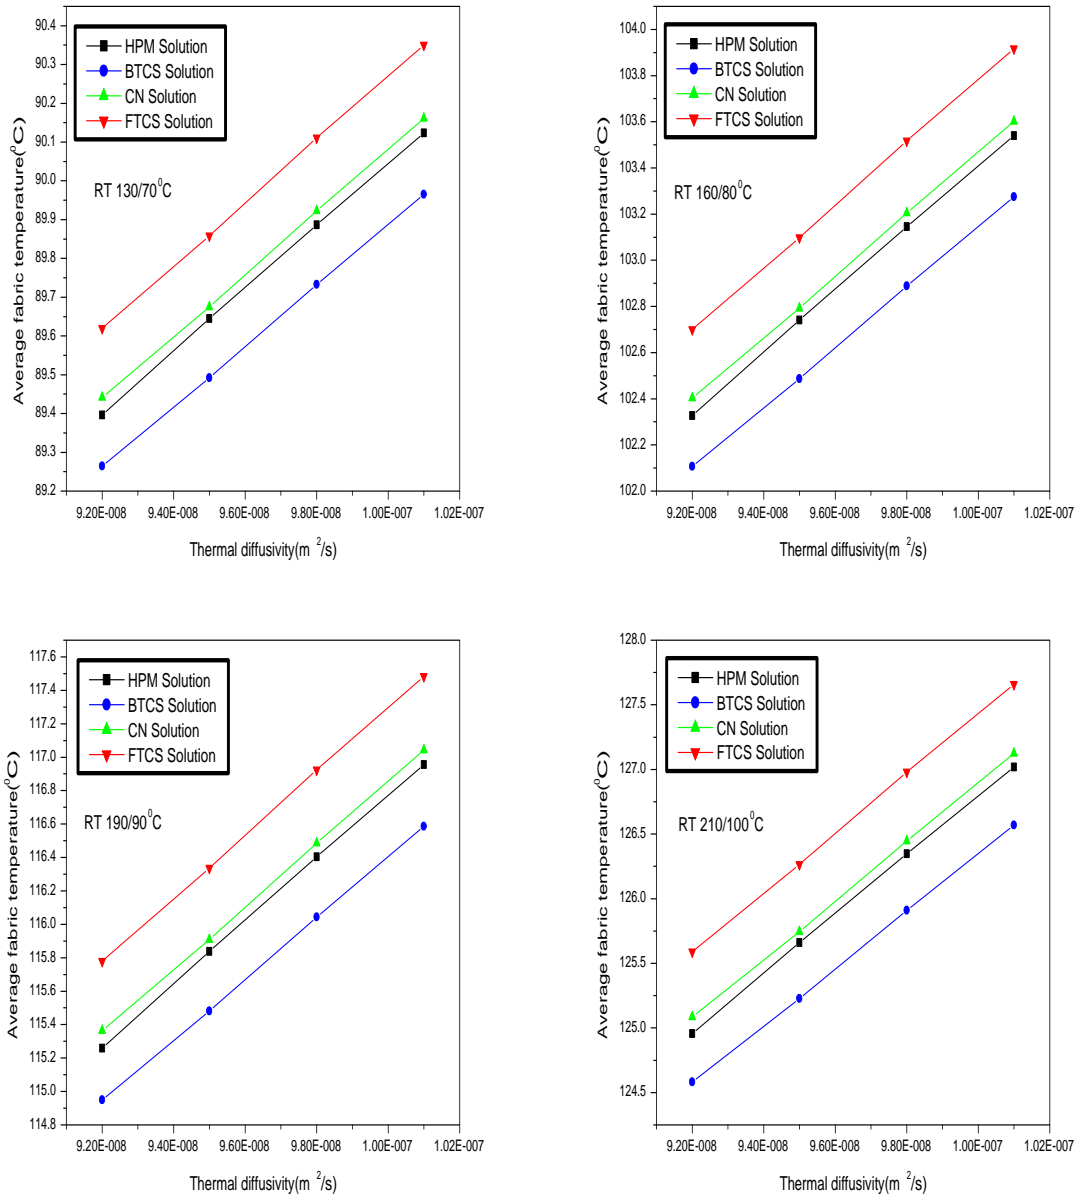 90.4
90.3
90.2
90.1
90.0
89.9
89.8
89.7
89.6
89.5
89.4
89.3
89.2
Average fabric temperature(⁰C)
HPM Solution
BTCS Solution
CN Solution
FTCS Solution
RT 130/70⁰C
9.20E-008 9.40E-008 9.60E-008 9.80E-008 1.00E-007 1.02E-007
Thermal diffusivity(m ²/s)
104.0
103.8
103.6
103.4
103.2
103.0
102.8
102.6
102.4
102.2
102.0
Average fabric temperature(⁰C)
HPM Solution
BTCS Solution
CN Solution
FTCS Solution
RT 160/80⁰C
9.20E-008 9.40E-008 9.60E-008 9.80E-008 1.00E-007 1.02E-007
Thermal diffusivity(m ²/s)
117.6
117.4
117.2
117.0
116.8
116.6
116.4
116.2
116.0
115.8
115.6
115.4
115.2
115.0
114.8
Average fabric temperature(⁰C)
HPM Solution
BTCS Solution
CN Solution
FTCS Solution
RT 190/90⁰C
9.20E-008 9.40E-008 9.60E-008 9.80E-008 1.00E-007 1.02E-007
Thermal diffusivity(m ²/s)
128.0
127.5
127.0
126.5
126.0
125.5
125.0
124.5
Average fabric temperature(⁰C)
HPM Solution
BTCS Solution
CN Solution
FTCS Solution
RT 210/100⁰C
9.20E-008 9.40E-008 9.60E-008 9.80E-008 1.00E-007 1.02E-007
Thermal diffusivity(m ²/s)